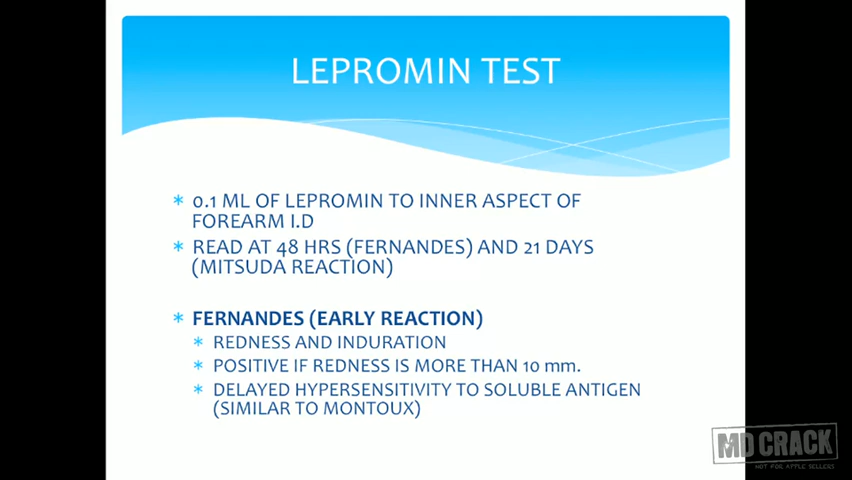 LEPROMIN TEST
0.1 ML OF LEPROMIN TO INNER ASPECT OF
FOREARM I.D
READ AT 48 HRS (FERNANDES) AND 21 DAYS
(MITSUDA REACTION)
FERNANDES (EARLY REACTION)
REDNESS AND INDURATION
POSITIVE IF REDNESS IS MORE THAN 10 mm.
DELAYED HYPERSENSITIVITY TO SOLUBLE ANTIGEN
(SIMILAR TO MONTOUX)
MD CRACK
NOT FOR APPLE SELLERS